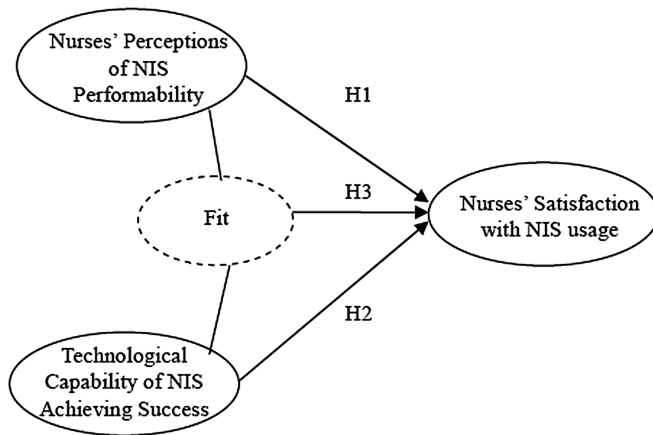 Nurses’ Perceptions
of NIS
Performability
H1
H3
Fit
Nurses’ Satisfaction
with NIS usage
H2
Technological
Capability of NIS
Achieving Success